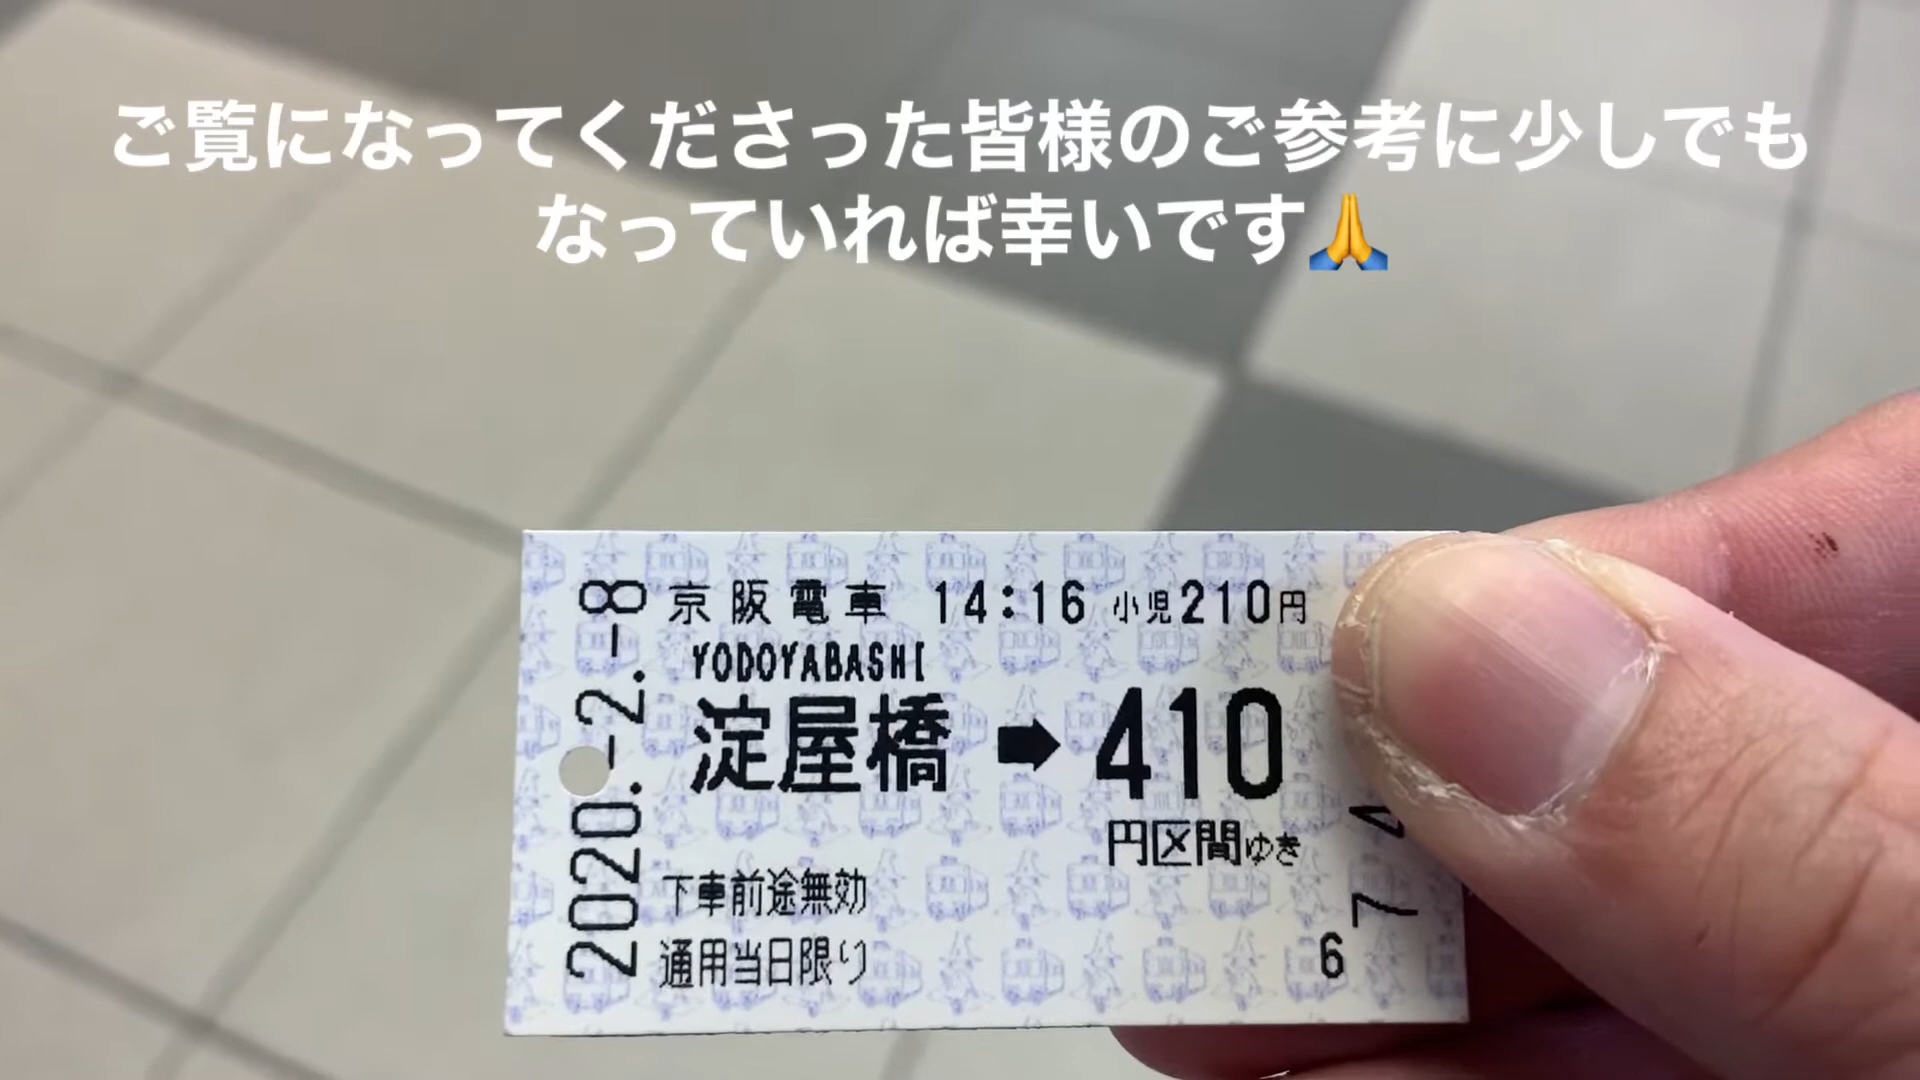 ご覧になってくださった皆様のご参考に少しでも
なっていれば幸いです🙏
2020.-2.-8
京阪電車 14:16 小児210円
YODOYABASHI
淀屋橋 ➡ 410
円区間ゆき
下車前途無効
通用当日限り
6
74